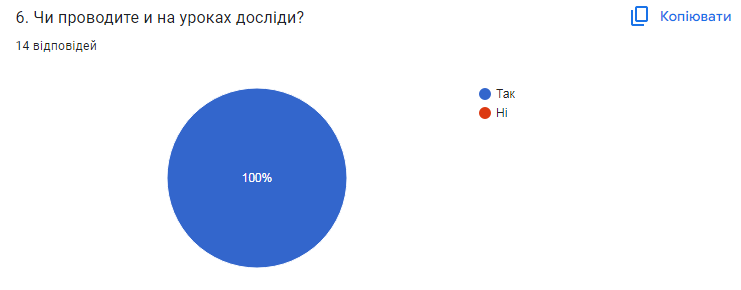 6. Чи проводите и на уроках досліди?
Копіювати
14 відповідей
Так
Ні
100%